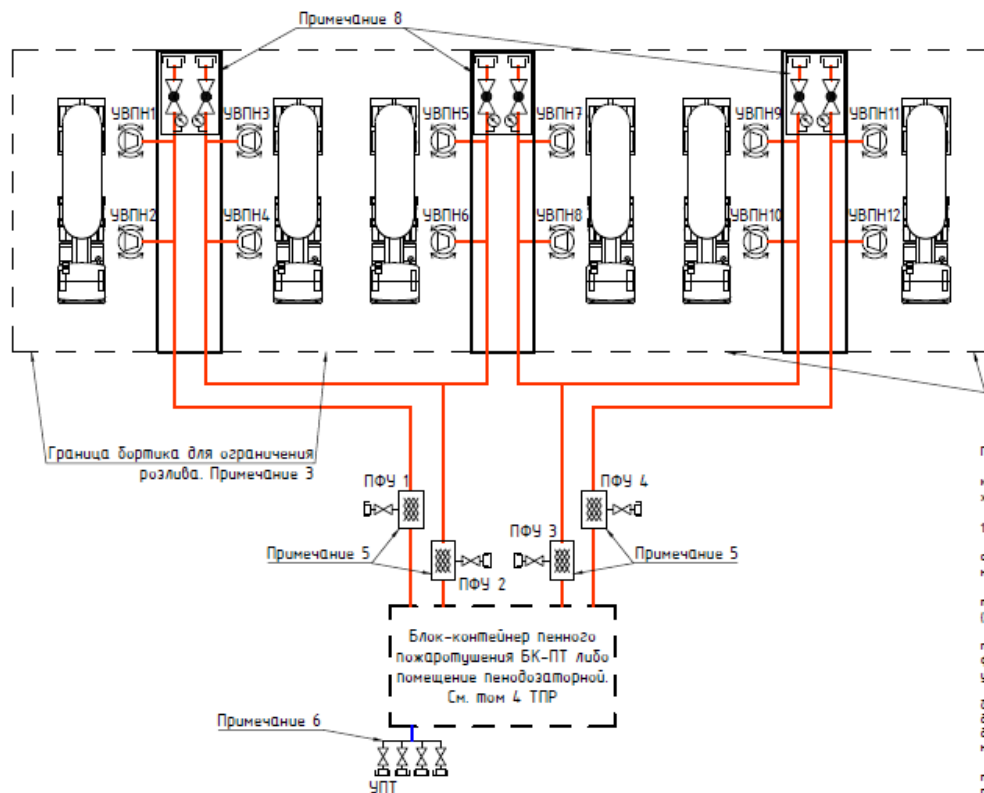 Примечание 8
УВПН1
УВПН3
УВПН5
УВПН7
УВПН9
УВПН11
УВПН2
УВПН4
УВПН6
УВПН8
УВПН10
УВПН12
Граница бортика для ограничения
розлива. Примечание 3
ПФУ 1
ПФУ 4
ПФУ 3
Примечание 5
Примечание 5
ПФУ 2
Блок-контейнер пенного
пожаротушения БК-ПТ либо
помещение пенодозаторной.
См. том 4 ТПР
Примечание 6
УПТ